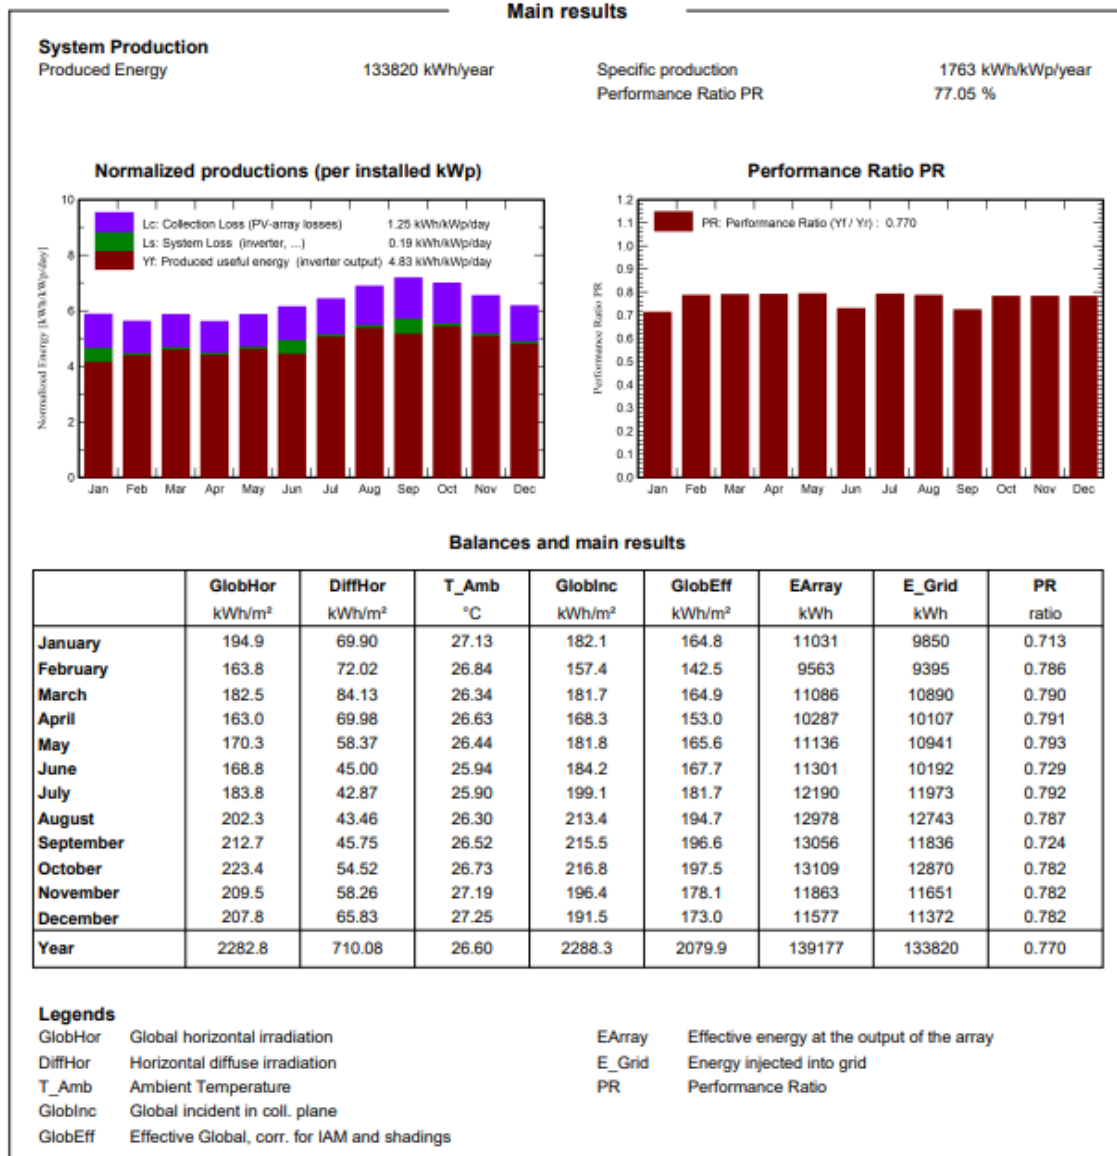 Main results
System Production
Produced Energy 133820 kWh/year Specific production 1763 kWh/kWp/year
Performance Ratio PR 77.05 %
Normalized productions (per installed kWp)
10
8
6
4
2
0
Normalized Energy [kWh/kWp/day]
Lc: Collection Loss (PV-array losses) 1.25 kWh/kWp/day
Ls: System Loss (inverter, ...) 0.19 kWh/kWp/day
Yf: Produced useful energy (inverter output) 4.83 kWh/kWp/day
Jan Feb Mar Apr May Jun Jul Aug Sep Oct Nov Dec
Performance Ratio PR
1.2
1.1
1.0
0.9
0.8
0.7
0.6
0.5
0.4
0.3
0.2
0.1
0.0
Performance Ratio PR
PR: Performance Ratio (Yf / Yr) : 0.770
Jan Feb Mar Apr May Jun Jul Aug Sep Oct Nov Dec
Balances and main results
GlobHor DiffHor T_Amb GlobInc GlobEff EArray E_Grid PR
kWh/m² kWh/m² °C kWh/m² kWh/m² kWh kWh ratio
January 194.9 69.90 27.13 182.1 164.8 11031 9850 0.713
February 163.8 72.02 26.84 157.4 142.5 9563 9395 0.786
March 182.5 84.13 26.34 181.7 164.9 11086 10890 0.790
April 163.0 69.98 26.63 168.3 153.0 10287 10107 0.791
May 170.3 58.37 26.44 181.8 165.6 11136 10941 0.793
June 168.8 45.00 25.94 184.2 167.7 11301 10192 0.729
July 183.8 42.87 25.90 199.1 181.7 12190 11973 0.792
August 202.3 43.46 26.30 213.4 194.7 12978 12743 0.787
September 212.7 45.75 26.52 215.5 196.6 13056 11836 0.724
October 223.4 54.52 26.73 216.8 197.5 13109 12870 0.782
November 209.5 58.26 27.19 196.4 178.1 11863 11651 0.782
December 207.8 65.83 27.25 191.5 173.0 11577 11372 0.782
Year 2282.8 710.08 26.60 2288.3 2079.9 139177 133820 0.770
Legends
GlobHor Global horizontal irradiation
DiffHor Horizontal diffuse irradiation
T_Amb Ambient Temperature
GlobInc Global incident in coll. plane
GlobEff Effective Global, corr. for IAM and shadings
EArray Effective energy at the output of the array
E_Grid Energy injected into grid
PR Performance Ratio